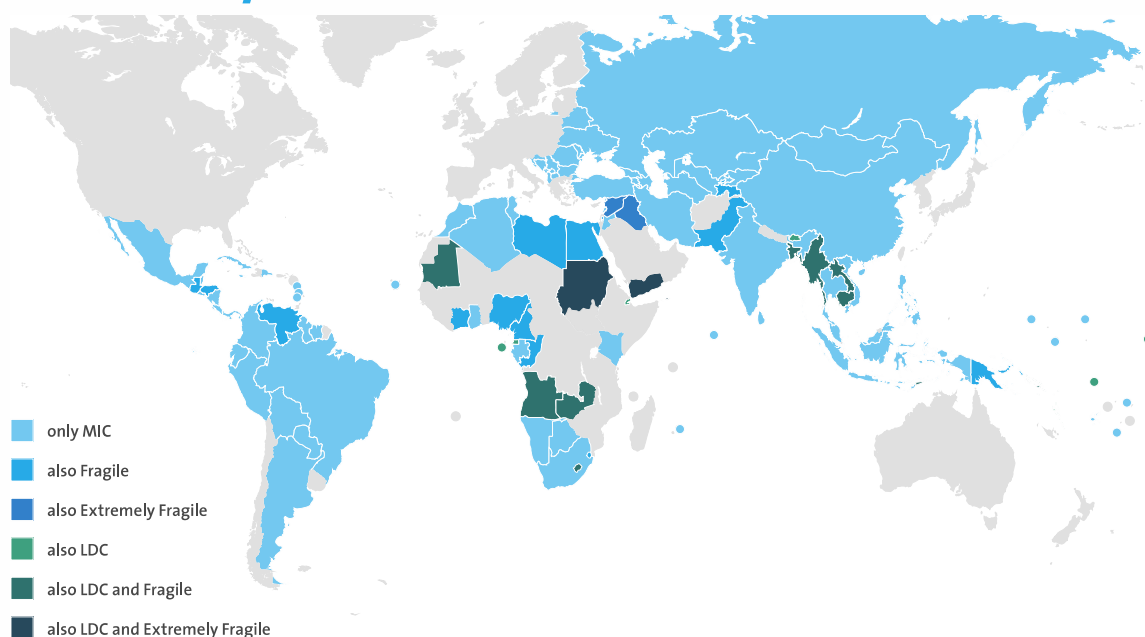 only MIC
also Fragile
also Extremely Fragile
also LDC
also LDC and Fragile
also LDC and Extremely Fragile